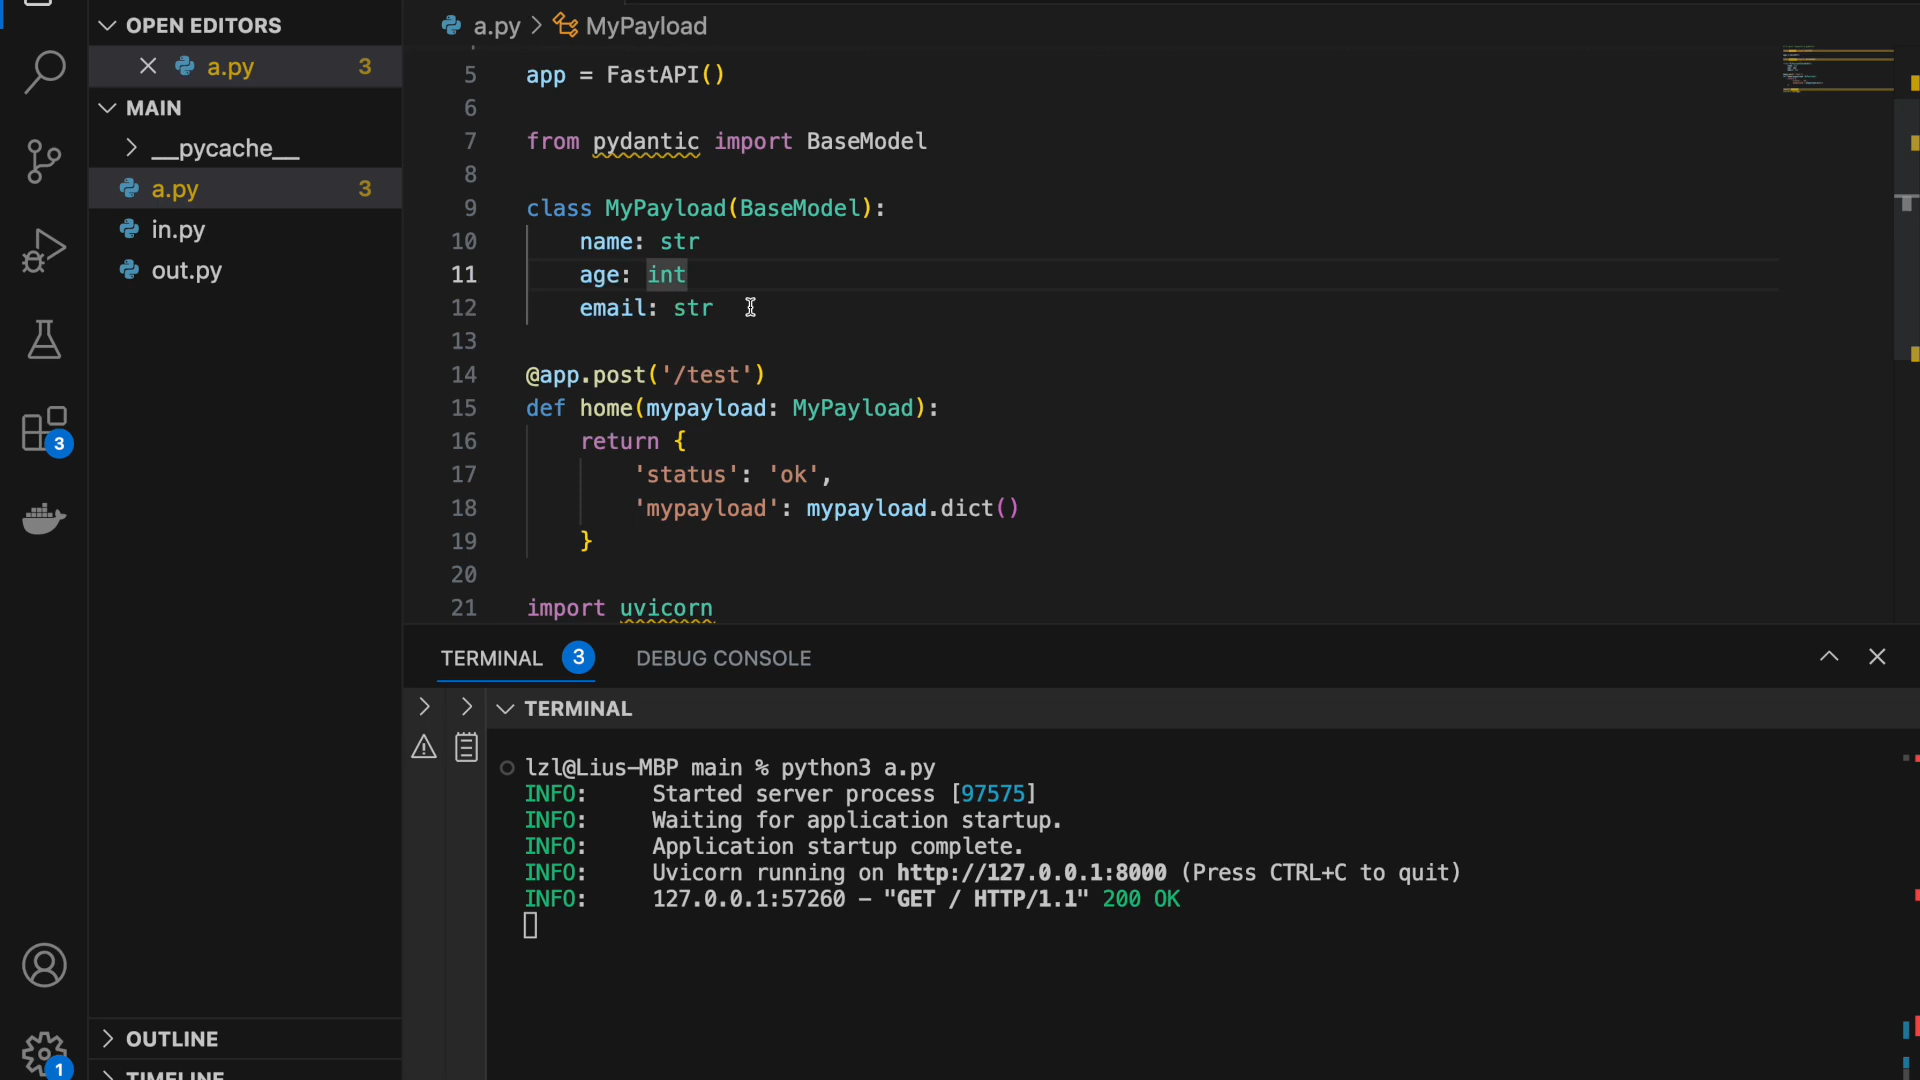 OPEN EDITORS
a.py 3
MAIN
__pycache__
a.py 3
in.py
out.py
3
OUTLINE
TIMELINE
1
a.py > MyPayload
5 app = FastAPI()
6
7 from pydantic import BaseModel
8
9 class MyPayload(BaseModel):
10 name: str
11 age: int
12 email: str
13
14 @app.post('/test')
15 def home(mypayload: MyPayload):
16 return {
17 'status': 'ok',
18 'mypayload': mypayload.dict()
19 }
20
21 import uvicorn
TERMINAL 3 DEBUG CONSOLE
TERMINAL
lzl@Lius-MBP main % python3 a.py
INFO: Started server process [97575]
INFO: Waiting for application startup.
INFO: Application startup complete.
INFO: Uvicorn running on http://127.0.0.1:8000 (Press CTRL+C to quit)
INFO: 127.0.0.1:57260 - "GET / HTTP/1.1" 200 OK